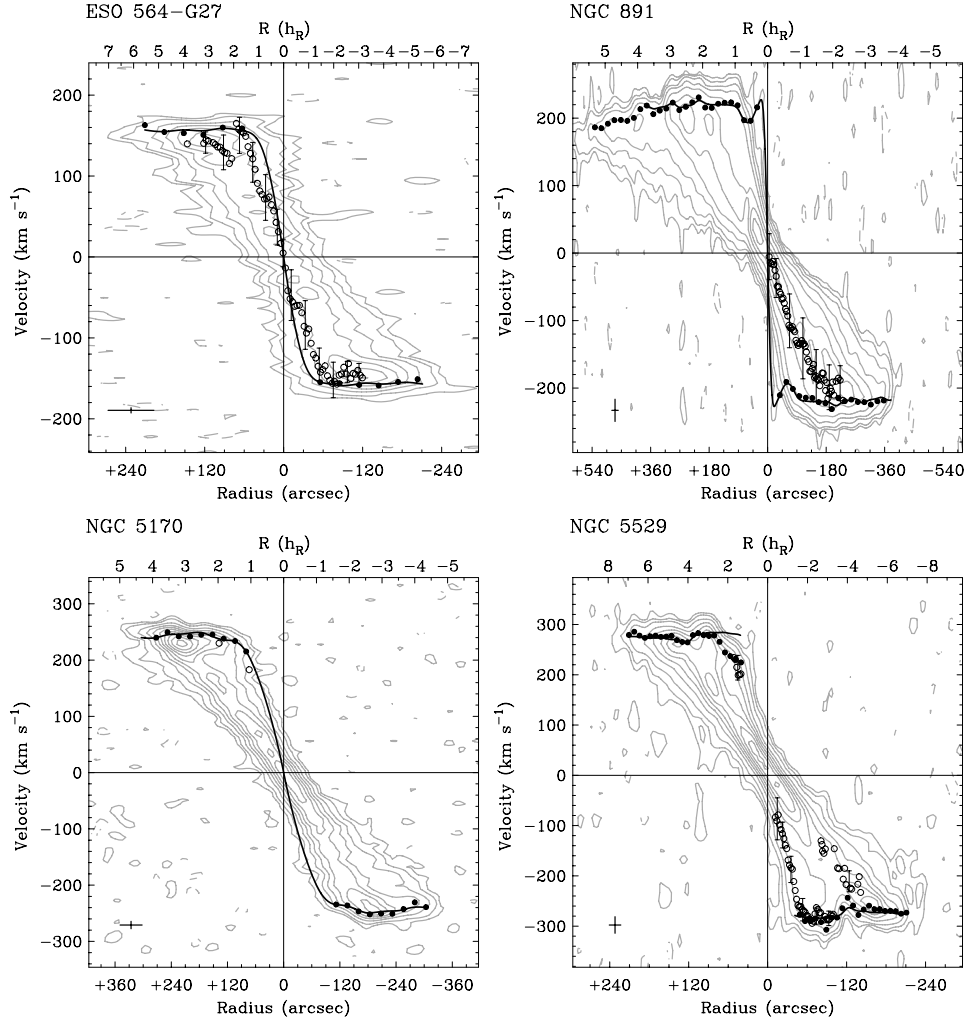 ESO 564−G27
R (hR)
7 6 5 4 3 2 1 0 −1 −2 −3 −4 −5 −6 −7
200
100
0
−100
−200
Velocity (km s−1)
+240 +120 0 −120 −240
Radius (arcsec)
NGC 891
R (hR)
5 4 3 2 1 0 −1 −2 −3 −4 −5
200
100
0
−100
−200
Velocity (km s−1)
+540 +360 +180 0 −180 −360 −540
Radius (arcsec)
NGC 5170
R (hR)
5 4 3 2 1 0 −1 −2 −3 −4 −5
300
200
100
0
−100
−200
−300
Velocity (km s−1)
+360 +240 +120 0 −120 −240 −360
Radius (arcsec)
NGC 5529
R (hR)
8 6 4 2 0 −2 −4 −6 −8
300
200
100
0
−100
−200
−300
Velocity (km s−1)
+240 +120 0 −120 −240
Radius (arcsec)